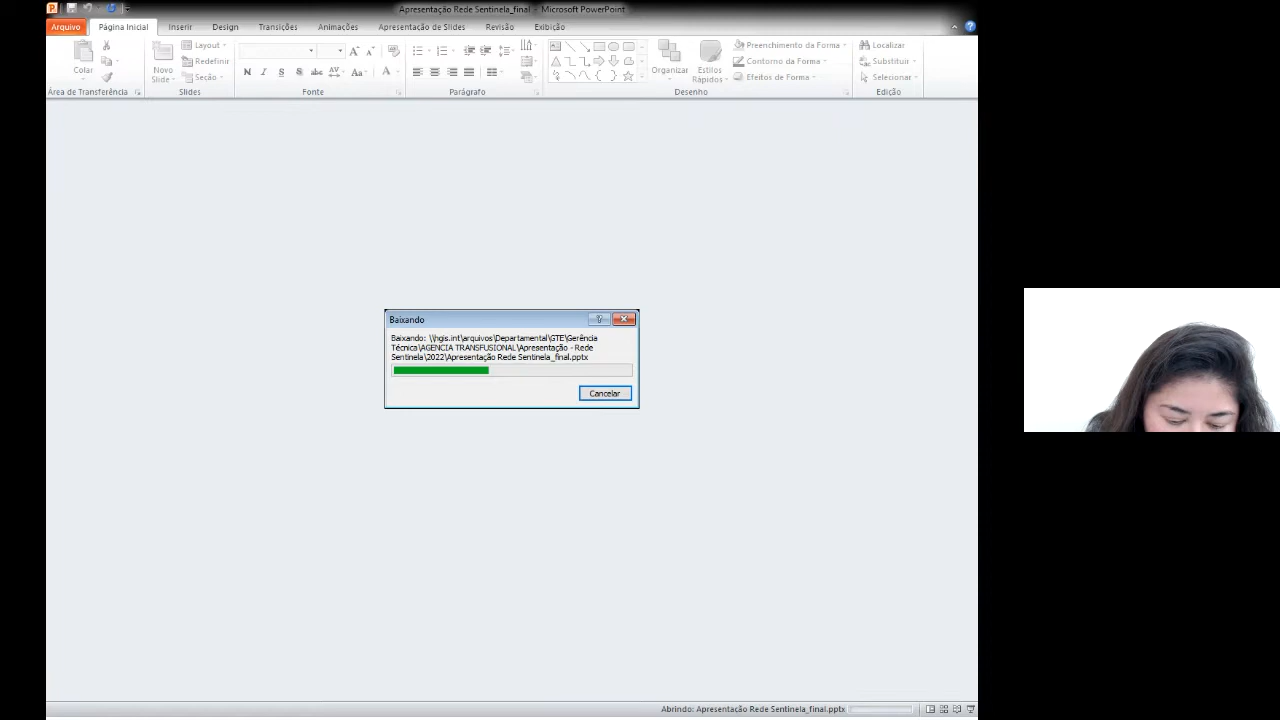 Apresentação Rede Sentinela_final - Microsoft PowerPoint
Arquivo Página Inicial Inserir Design Transições Animações Apresentação de Slides Revisão Exibição
Colar
Área de Transferência
Novo Slide
Layout
Redefinir
Seção
Slides
N I S S abc AV Aa A
Fonte
Parágrafo
Organizar
Estilos Rápidos
Preenchimento da Forma
Contorno da Forma
Efeitos de Forma
Desenho
Localizar
Substituir
Selecionar
Edição
Baixando
Baixando: \\hgis.int\arquivos\Departamental\GTE\Gerência
Técnica\AGENCIA TRANSFUSIONAL\Apresentação - Rede
Sentinela\2022\Apresentação Rede Sentinela_final.pptx
Cancelar
Abrindo: Apresentação Rede Sentinela_final.pptx